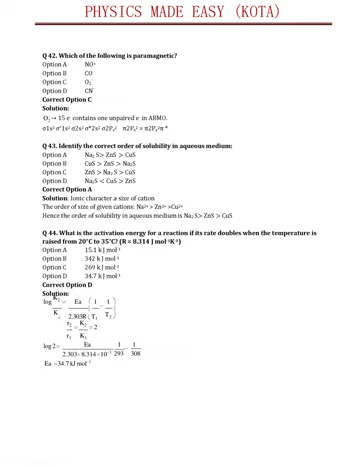 PHYSICS MADE EASY (KOTA)
Q 42. Which of the following is paramagnetic?
Option A NO⁺
Option B CO
Option C O₂⁻
Option D CN⁻
Correct Option C
Solution:
O₂⁻ → 15 e⁻ contains one unpaired e⁻ in ABMO.
σ1s² σ*1s² σ2s² σ*2s² σ2P𝓏² π2Pₓ² = π2Pᵧ²π *
Q 43. Identify the correct order of solubility in aqueous medium:
Option A Na₂ S> ZnS > CuS
Option B CuS > ZnS > Na₂S
Option C ZnS > Na₂ S > CuS
Option D Na₂S < CuS > ZnS
Correct Option A
Solution: Ionic character α size of cation
The order of size of given cations: Na²⁺ > Zn²⁺ >Cu²⁺
Hence the order of solubility in aqueous medium is Na₂ S> ZnS > CuS
Q 44. What is the activation energy for a reaction if its rate doubles when the temperature is
raised from 20°C to 35°C? (R = 8.314 J mol⁻¹K⁻¹)
Option A 15.1 k J mol⁻¹
Option B 342 k J mol⁻¹
Option C 269 k J mol⁻¹
Option D 34.7 k J mol⁻¹
Correct Option D
Solution:
log K₂/K₁ = Ea/2.303R (1/T₁ − 1/T₂)
r₂/r₁ = K₂/K₁ = 2
log 2 = Ea/2.303×8.314×10⁻³ 1/293 − 1/308
Ea =34.7 kJ mol⁻¹